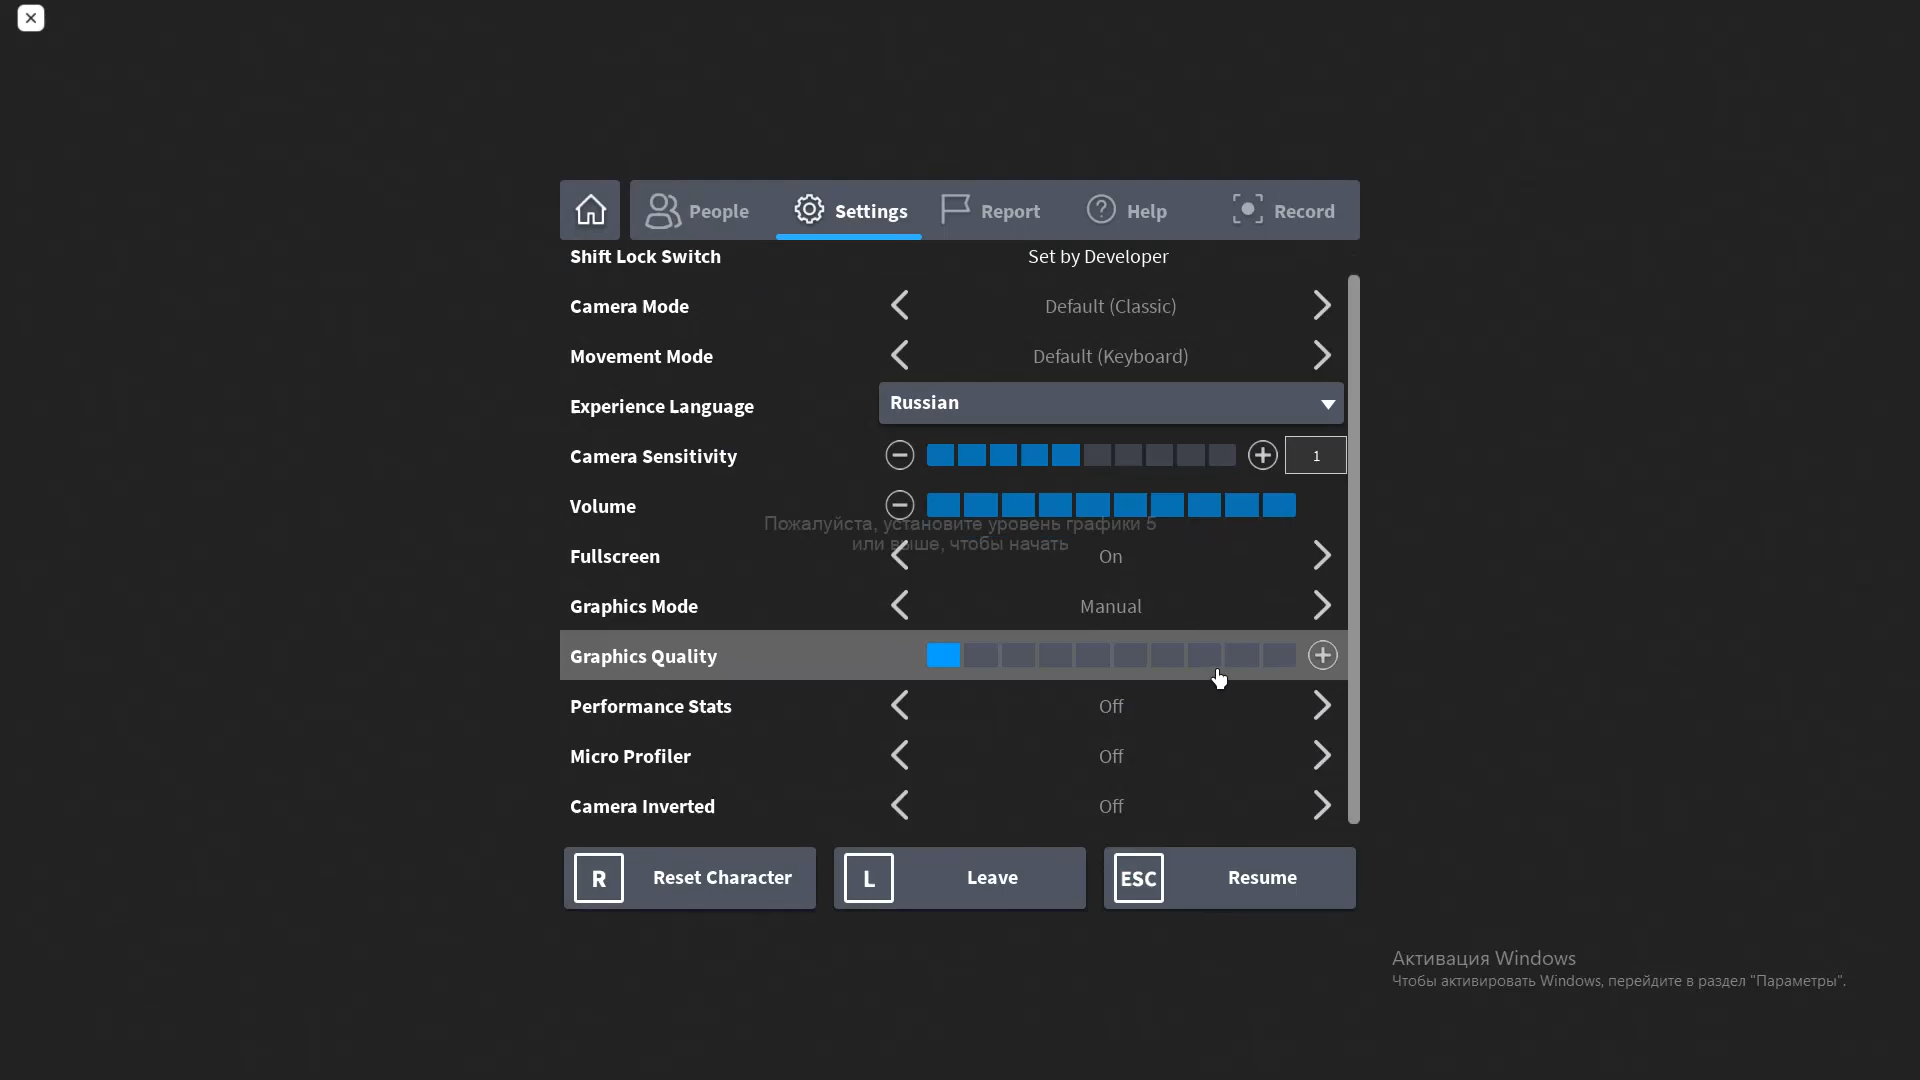 People
Settings
Report
Help
Record
Shift Lock Switch Set by Developer
Camera Mode Default (Classic)
Movement Mode Default (Keyboard)
Experience Language Russian
Camera Sensitivity 1
Volume
Пожалуйста, установите уровень графики 5
или выше, чтобы начать
Fullscreen On
Graphics Mode Manual
Graphics Quality
Performance Stats Off
Micro Profiler Off
Camera Inverted Off
R Reset Character
L Leave
ESC Resume
Активация Windows
Чтобы активировать Windows, перейдите в раздел "Параметры".